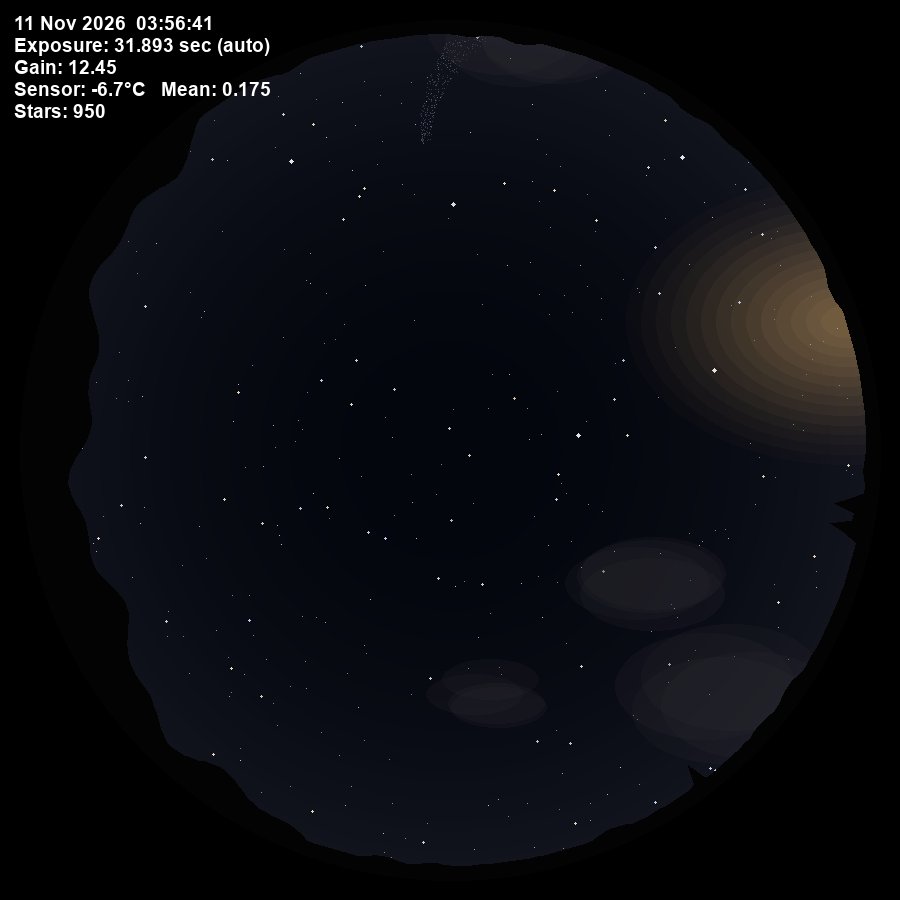 11 Nov 2026  03:56:41
Exposure: 31.893 sec (auto)
Gain: 12.45
Sensor: -6.7°C   Mean: 0.175
Stars: 950